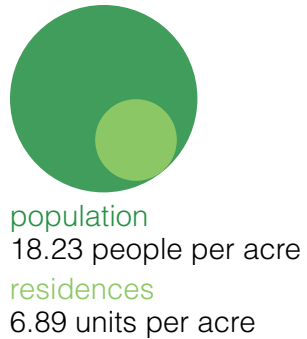 population
18.23 people per acre
residences
6.89 units per acre